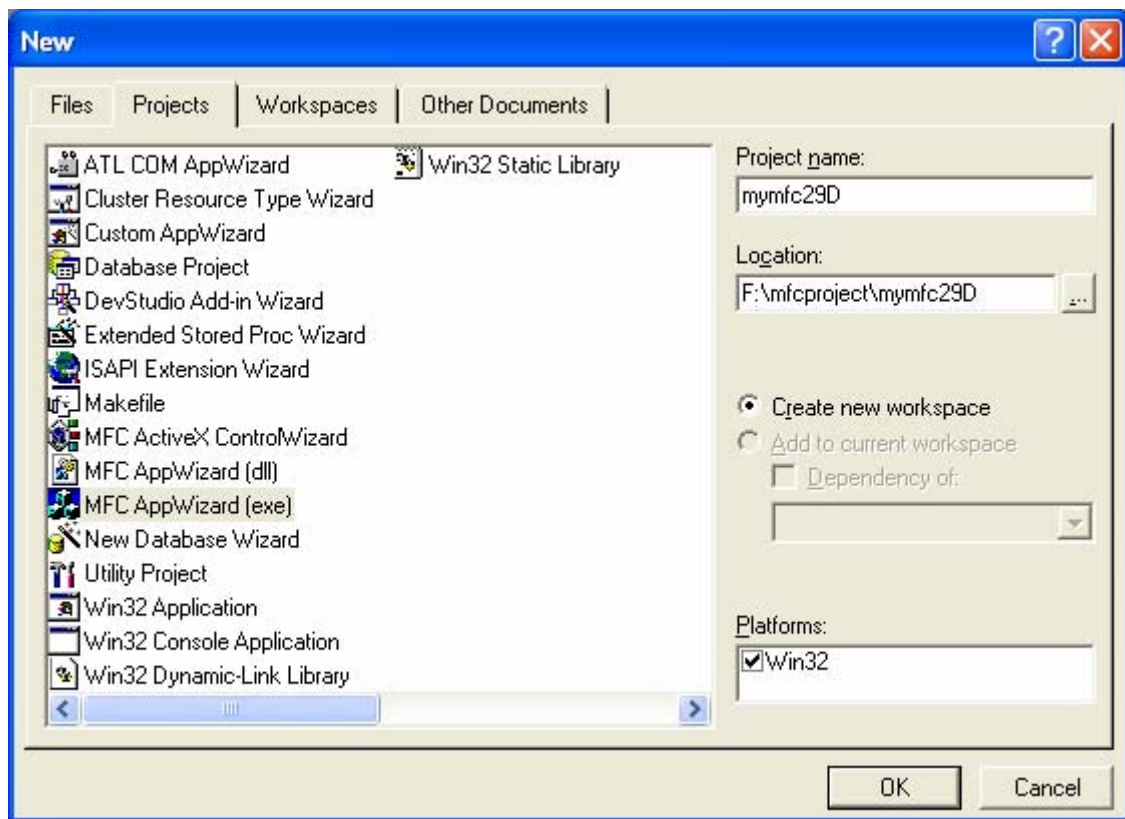 New
Files Projects Workspaces Other Documents
ATL COM AppWizard
Cluster Resource Type Wizard
Custom AppWizard
Database Project
DevStudio Add-in Wizard
Extended Stored Proc Wizard
ISAPI Extension Wizard
Makefile
MFC ActiveX ControlWizard
MFC AppWizard (dll)
MFC AppWizard (exe)
New Database Wizard
Utility Project
Win32 Application
Win32 Console Application
Win32 Dynamic-Link Library
Win32 Static Library
Project name:
mymfc29D
Location:
F:\mfcproject\mymfc29D
...
Create new workspace
Add to current workspace
Dependency of:
Platforms:
Win32
OK Cancel